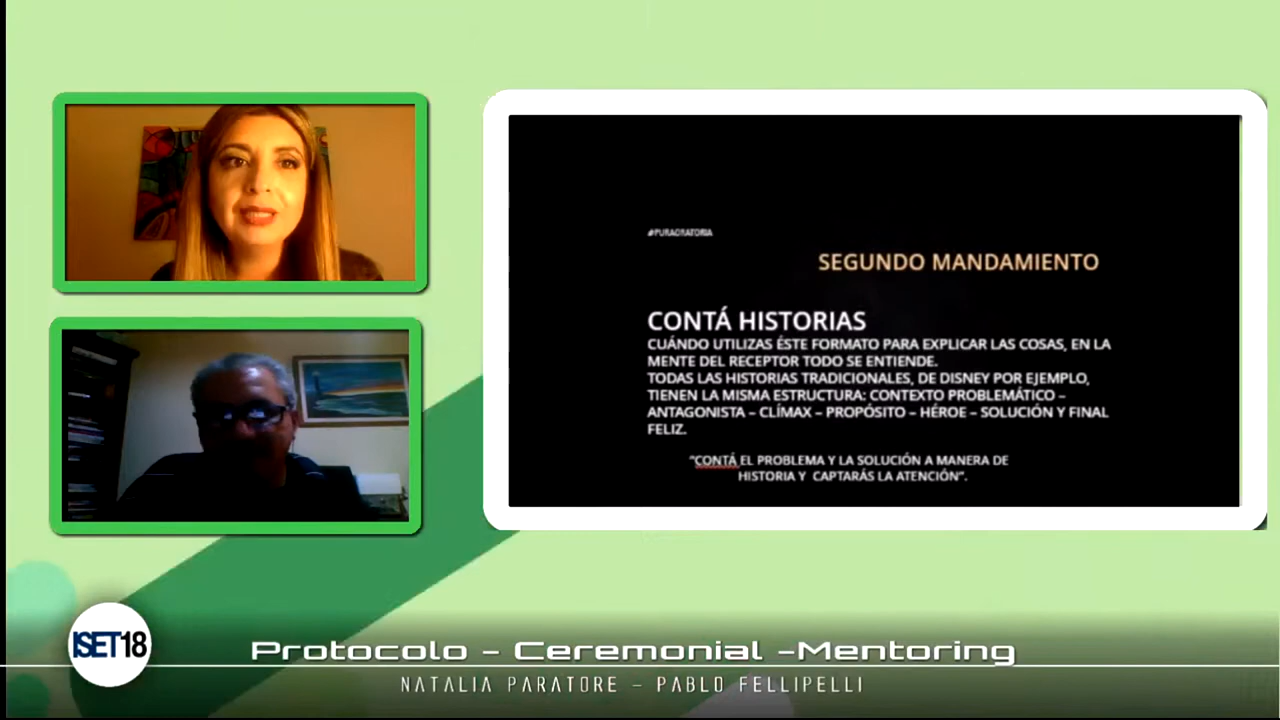 #PURAORATORIA
SEGUNDO MANDAMIENTO
CONTÁ HISTORIAS
CUÁNDO UTILIZAS ÉSTE FORMATO PARA EXPLICAR LAS COSAS, EN LA
MENTE DEL RECEPTOR TODO SE ENTIENDE.
TODAS LAS HISTORIAS TRADICIONALES, DE DISNEY POR EJEMPLO,
TIENEN LA MISMA ESTRUCTURA: CONTEXTO PROBLEMÁTICO –
ANTAGONISTA – CLÍMAX – PROPÓSITO – HÉROE – SOLUCIÓN Y FINAL
FELIZ.
"CONTÁ EL PROBLEMA Y LA SOLUCIÓN A MANERA DE
HISTORIA Y CAPTARÁS LA ATENCIÓN".
ISET18
Protocolo - Ceremonial -Mentoring
NATALIA PARATORE - PABLO FELLIPELLI